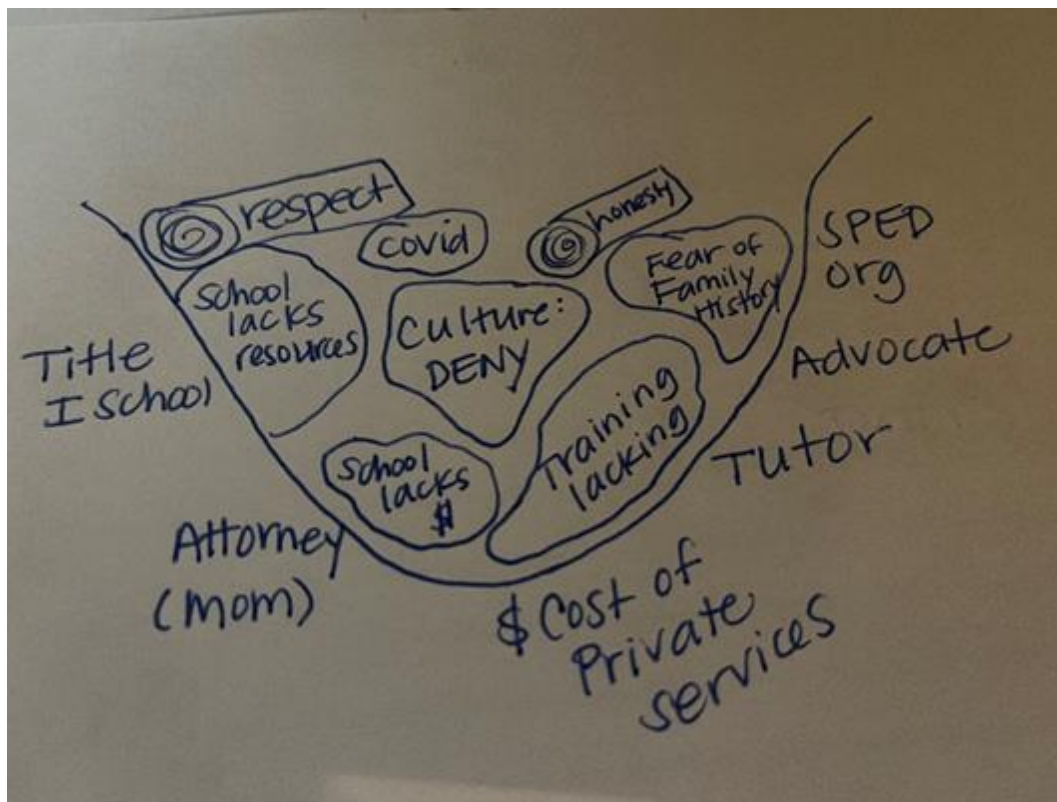 respect
covid
honesty
school
lacks
resources
Culture:
DENY
Fear of
Family
History
SPED
org
Title
I School
Advocate
School
lacks
$
Training
lacking
Tutor
Attorney
(mom)
$ Cost of
Private
services